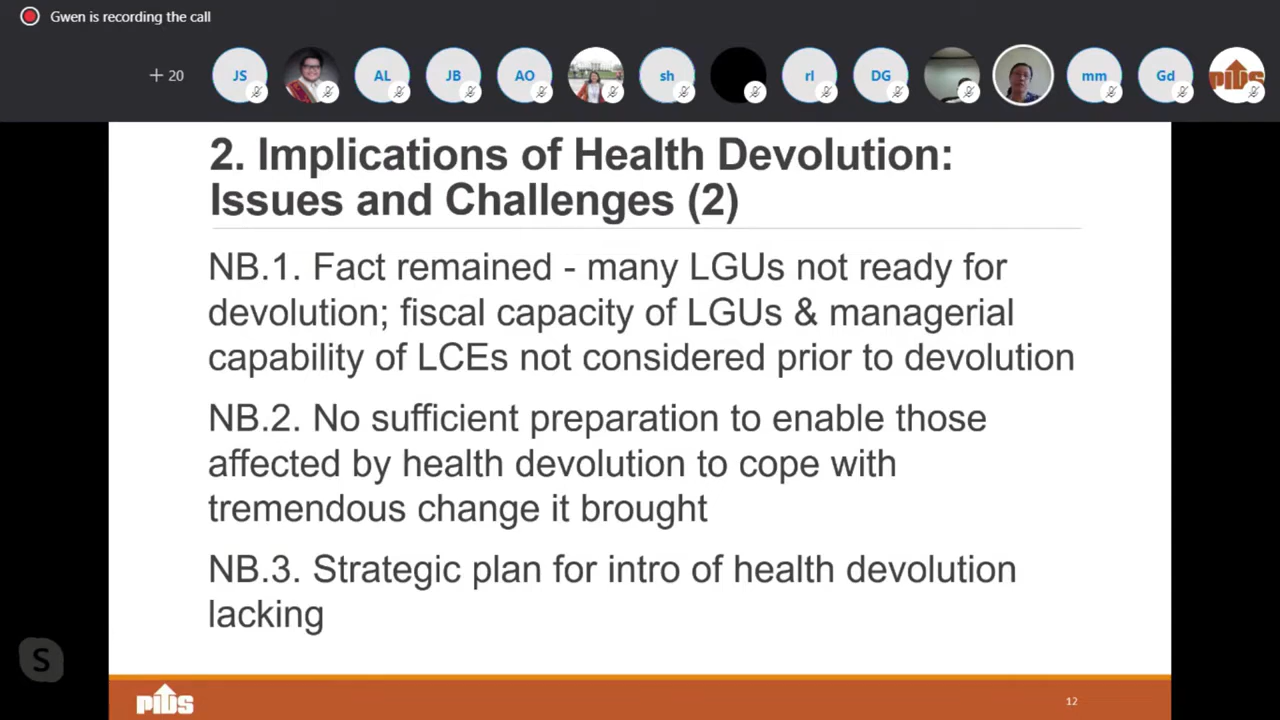 Gwen is recording the call
+ 20
JS
AL
JB
AO
sh
rl
DG
mm
Gd
PIDS
2. Implications of Health Devolution:
Issues and Challenges (2)
NB.1. Fact remained - many LGUs not ready for
devolution; fiscal capacity of LGUs & managerial
capability of LCEs not considered prior to devolution
NB.2. No sufficient preparation to enable those
affected by health devolution to cope with
tremendous change it brought
NB.3. Strategic plan for intro of health devolution
lacking
S
PIDS
12